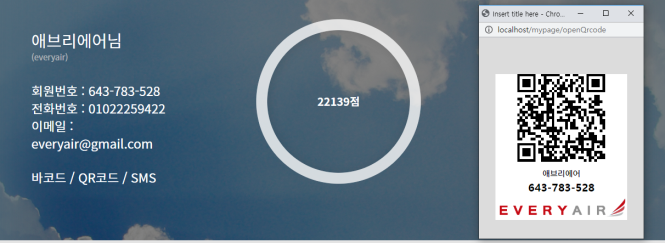 애브리에어님
(everyair)
회원번호 : 643-783-528
전화번호 : 01022259422
이메일 :
everyair@gmail.com
바코드 / QR코드 / SMS
22139점
Insert title here - Chro...
localhost/mypage/openQrcode
애브리에어
643-783-528
EVERYAIR